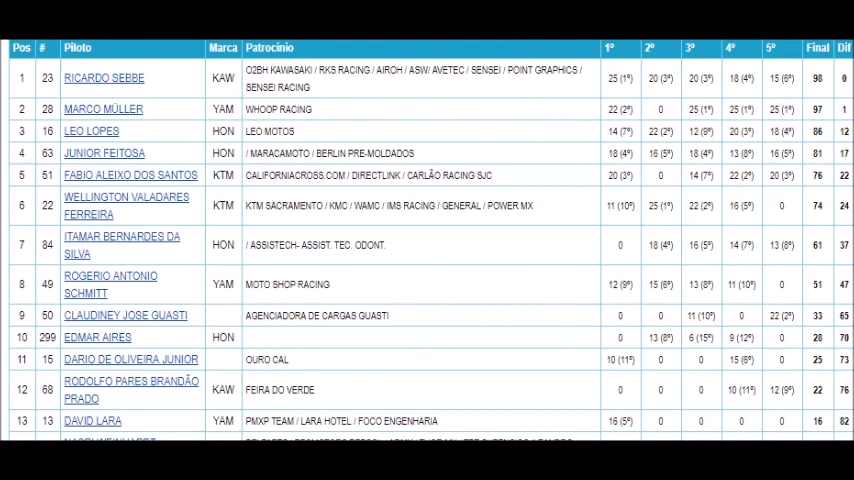 Pos # Piloto Marca Patrocínio 1º 2º 3º 4º 5º Final Dif
1 23 RICARDO SEBBE KAW O2BH KAWASAKI / RKS RACING / AIROH / ASW/ AVETEC / SENSEI / POINT GRAPHICS / SENSEI RACING 25 (1º) 20 (3º) 20 (3º) 18 (4º) 15 (6º) 98 0
2 28 MARCO MÜLLER YAM WHOOP RACING 22 (2º) 0 25 (1º) 25 (1º) 25 (1º) 97 1
3 16 LEO LOPES HON LEO MOTOS 14 (7º) 22 (2º) 12 (9º) 20 (3º) 18 (4º) 86 12
4 63 JUNIOR FEITOSA HON / MARACAMOTO / BERLIN PRE-MOLDADOS 18 (4º) 16 (5º) 18 (4º) 13 (8º) 16 (5º) 81 17
5 51 FABIO ALEIXO DOS SANTOS KTM CALIFORNIACROSS.COM / DIRECTLINK / CARLÃO RACING SJC 20 (3º) 0 14 (7º) 22 (2º) 20 (3º) 76 22
6 22 WELLINGTON VALADARES FERREIRA KTM KTM SACRAMENTO / KMC / WAMC / IMS RACING / GENERAL / POWER MX 11 (10º) 25 (1º) 22 (2º) 16 (5º) 0 74 24
7 84 ITAMAR BERNARDES DA SILVA HON / ASSISTECH- ASSIST. TEC. ODONT. 0 18 (4º) 16 (5º) 14 (7º) 13 (8º) 61 37
8 49 ROGERIO ANTONIO SCHMITT YAM MOTO SHOP RACING 12 (9º) 15 (6º) 13 (8º) 11 (10º) 0 51 47
9 50 CLAUDINEY JOSE GUASTI AGENCIADORA DE CARGAS GUASTI 0 0 11 (10º) 0 22 (2º) 33 65
10 299 EDMAR AIRES HON 0 13 (8º) 6 (15º) 9 (12º) 0 28 70
11 15 DARIO DE OLIVEIRA JUNIOR OURO CAL 10 (11º) 0 0 15 (6º) 0 25 73
12 68 RODOLFO PARES BRANDÃO PRADO KAW FEIRA DO VERDE 0 0 0 10 (11º) 12 (9º) 22 76
13 13 DAVID LARA YAM PMXP TEAM / LARA HOTEL / FOCO ENGENHARIA 16 (5º) 0 0 0 0 16 82